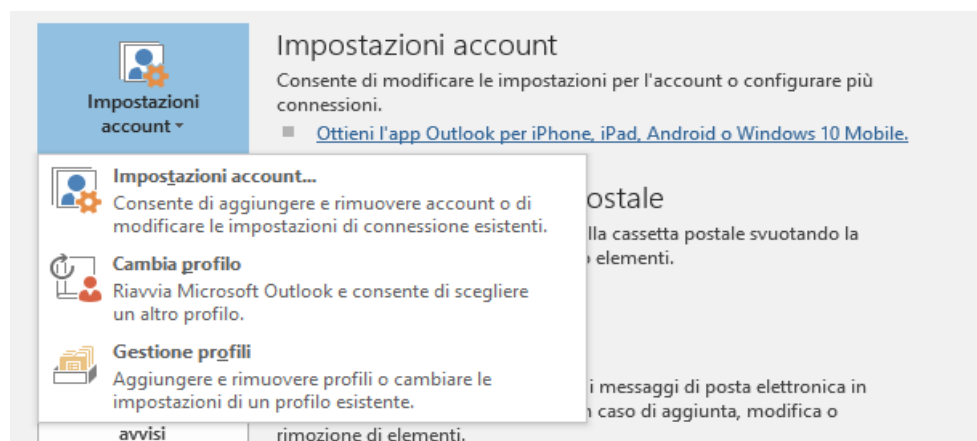 Impostazioni account
Impostazioni account
Consente di modificare le impostazioni per l'account o configurare più
connessioni.
Ottieni l'app Outlook per iPhone, iPad, Android o Windows 10 Mobile.
Impostazioni account...
Consente di aggiungere e rimuovere account o di
modificare le impostazioni di connessione esistenti.
Cambia profilo
Riavvia Microsoft Outlook e consente di scegliere
un altro profilo.
Gestione profili
Aggiungere e rimuovere profili o cambiare le
impostazioni di un profilo esistente.
ostale
lla cassetta postale svuotando la
elementi.
i messaggi di posta elettronica in
caso di aggiunta, modifica o
avvisi
rimozione di elementi.